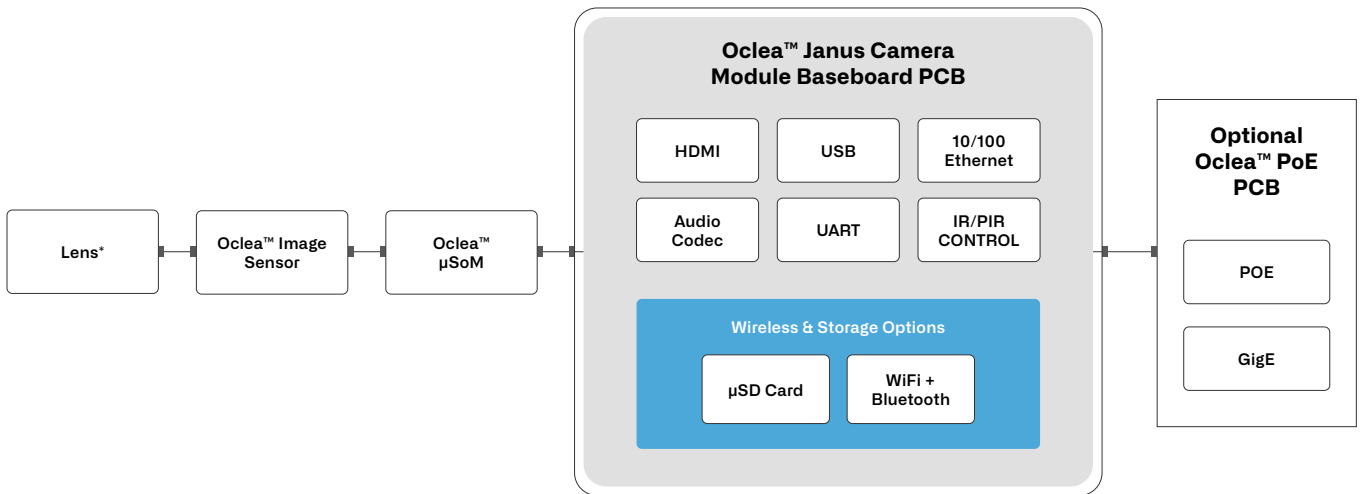 Oclea™ Janus Camera
Module Baseboard PCB
HDMI
USB
10/100
Ethernet
Audio
Codec
UART
IR/PIR
CONTROL
Wireless & Storage Options
µSD Card
WiFi +
Bluetooth
Lens*
Oclea™ Image
Sensor
Oclea™
µSoM
Optional
Oclea™ PoE
PCB
POE
GigE